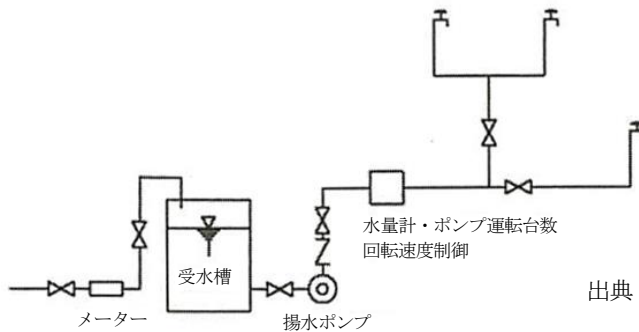 水量計・ポンプ運転台数
回転速度制御
受水槽
出典
メーター
揚水ポンプ